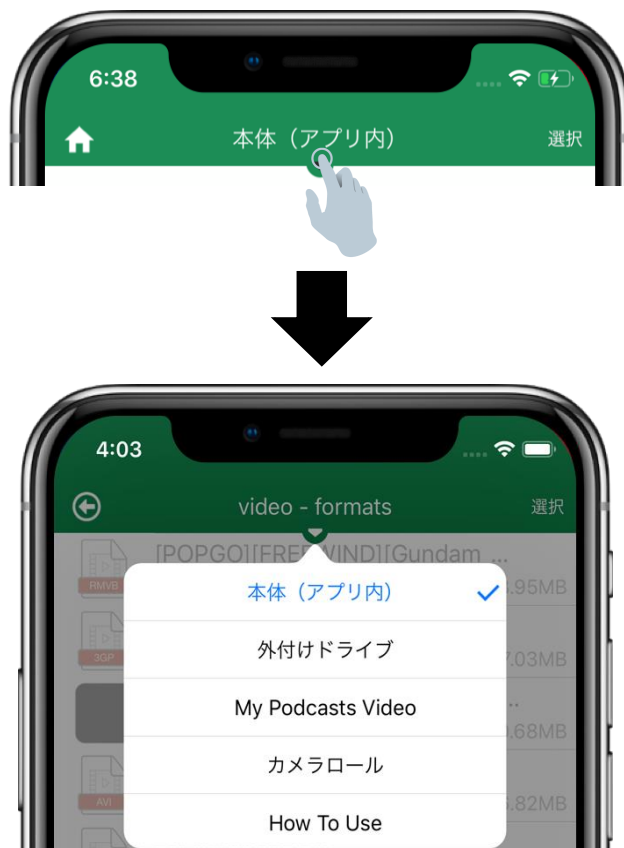 6:38
本体（アプリ内）
選択
4:03
video - formats
選択
[POPGO][FREEWIND][Gundam ...
RMVB
.95MB
本体（アプリ内）
外付けドライブ
3GP
.03MB
My Podcasts Video
..
.68MB
カメラロール
AVI
.82MB
How To Use